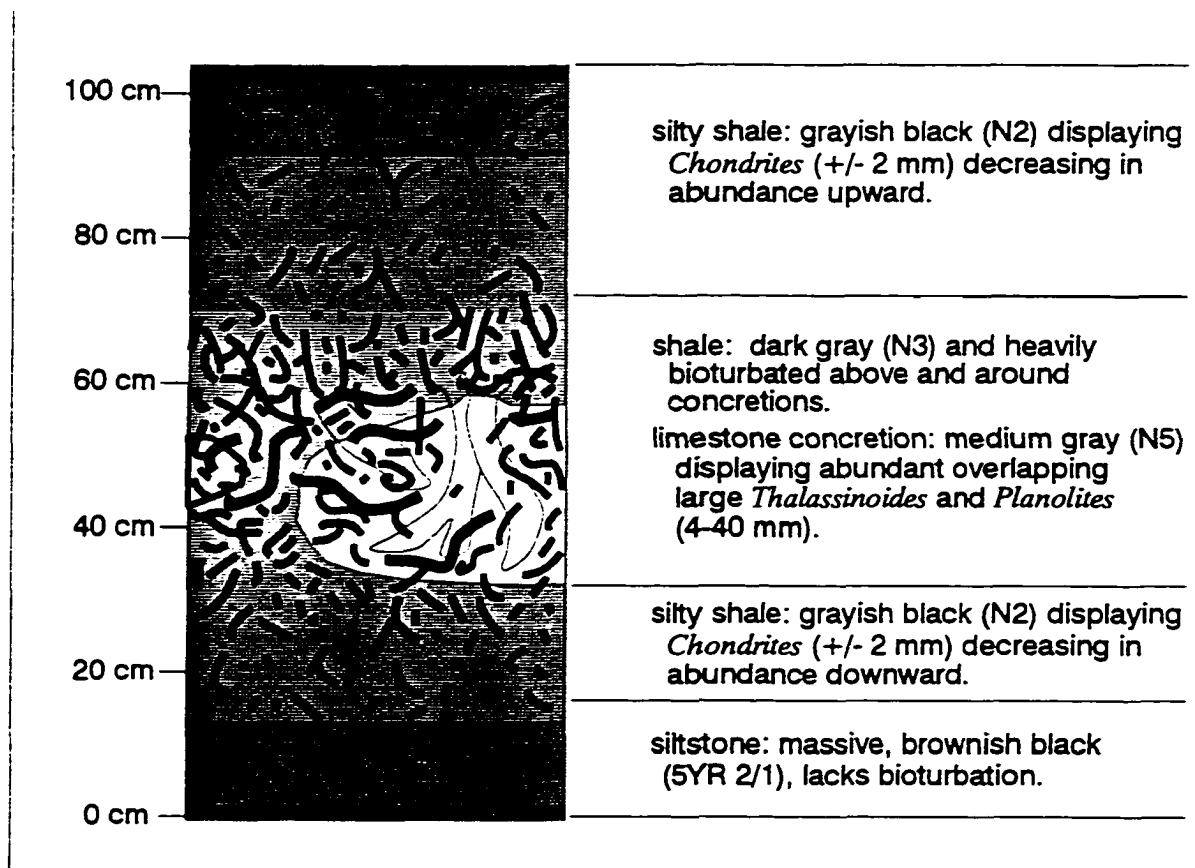 100 cm
80 cm
60 cm
40 cm
20 cm
0 cm
silty shale: grayish black (N2) displaying
Chondrites (+/- 2 mm) decreasing in
abundance upward.
shale: dark gray (N3) and heavily
bioturbated above and around
concretions.
limestone concretion: medium gray (N5)
displaying abundant overlapping
large Thalassinoides and Planolites
(4-40 mm).
silty shale: grayish black (N2) displaying
Chondrites (+/- 2 mm) decreasing in
abundance downward.
siltstone: massive, brownish black
(5YR 2/1), lacks bioturbation.